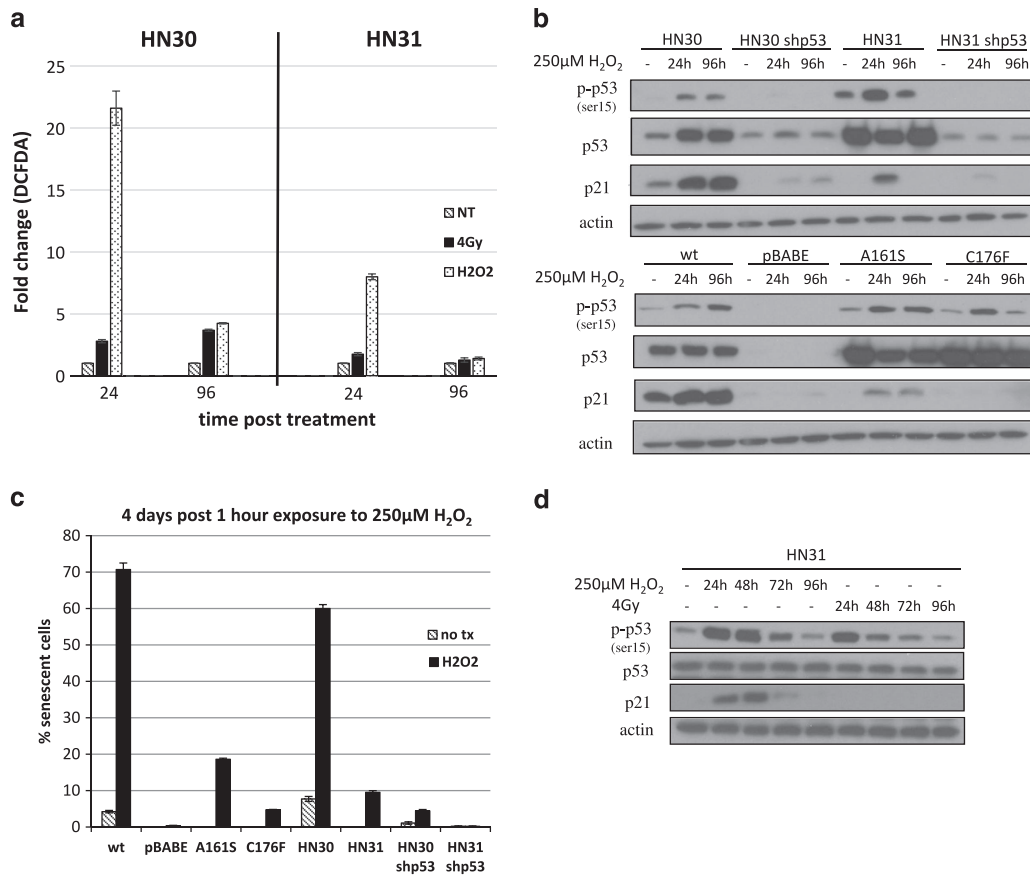 a
HN30 HN31
Fold change (DCFDA)
25
20
15
10
5
0
NT
4Gy
H2O2
24 96 24 96
time post treatment
b
HN30 HN30 shp53 HN31 HN31 shp53
250µM H₂O₂ - 24h 96h - 24h 96h - 24h 96h - 24h 96h
p-p53
(ser15)
p53
p21
actin
wt pBABE A161S C176F
250µM H₂O₂ - 24h 96h - 24h 96h - 24h 96h - 24h 96h
p-p53
(ser15)
p53
p21
actin
c
4 days post 1 hour exposure to 250µM H₂O₂
% senescent cells
80
70
60
50
40
30
20
10
0
no tx
H2O2
wt pBABE A161S C176F HN30 HN31 HN30 shp53 HN31 shp53
d
HN31
250µM H₂O₂ - 24h 48h 72h 96h - - - -
4Gy - - - - - 24h 48h 72h 96h
p-p53
(ser15)
p53
p21
actin